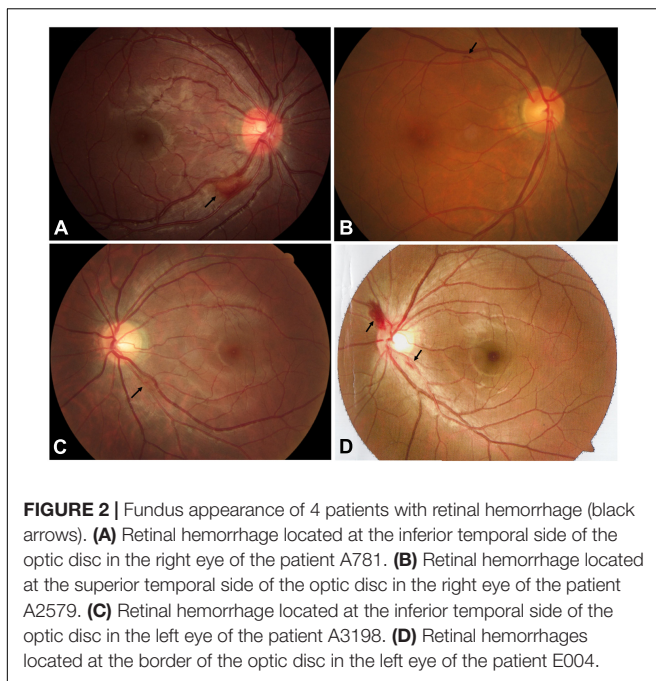 A
B
C
D
FIGURE 2 | Fundus appearance of 4 patients with retinal hemorrhage (black
arrows). (A) Retinal hemorrhage located at the inferior temporal side of the
optic disc in the right eye of the patient A781. (B) Retinal hemorrhage located
at the superior temporal side of the optic disc in the right eye of the patient
A2579. (C) Retinal hemorrhage located at the inferior temporal side of the
optic disc in the left eye of the patient A3198. (D) Retinal hemorrhages
located at the border of the optic disc in the left eye of the patient E004.